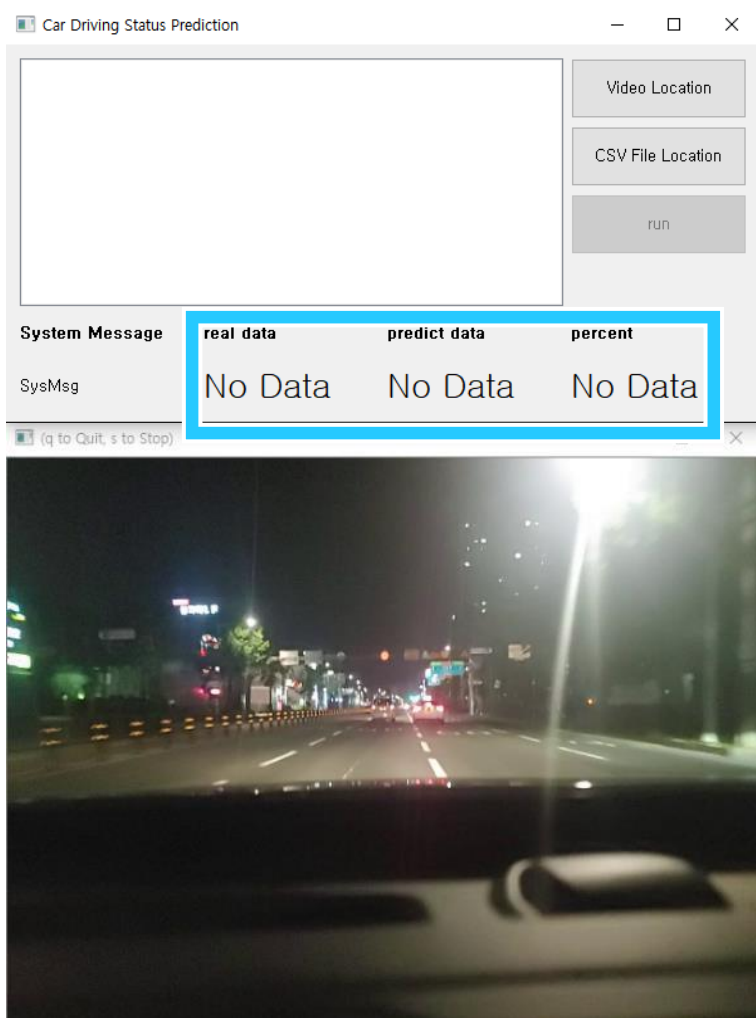 Car Driving Status Prediction
Video Location
CSV File Location
run
System Message real data predict data percent
SysMsg No Data No Data No Data
(q to Quit, s to Stop)